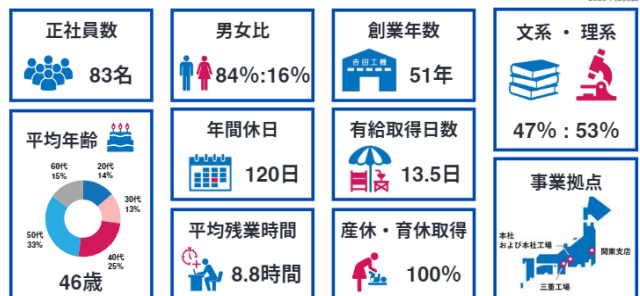 正社員数
83名
男女比
84%:16%
創業年数
吉田工機
51年
文系 ・ 理系
47% : 53%
平均年齢
60代
15%
20代
14%
30代
13%
50代
33%
40代
25%
46歳
年間休日
120日
有給取得日数
13.5日
平均残業時間
8.8時間
産休・育休取得
100%
事業拠点
本社
および本社工場
関東支店
三重工場